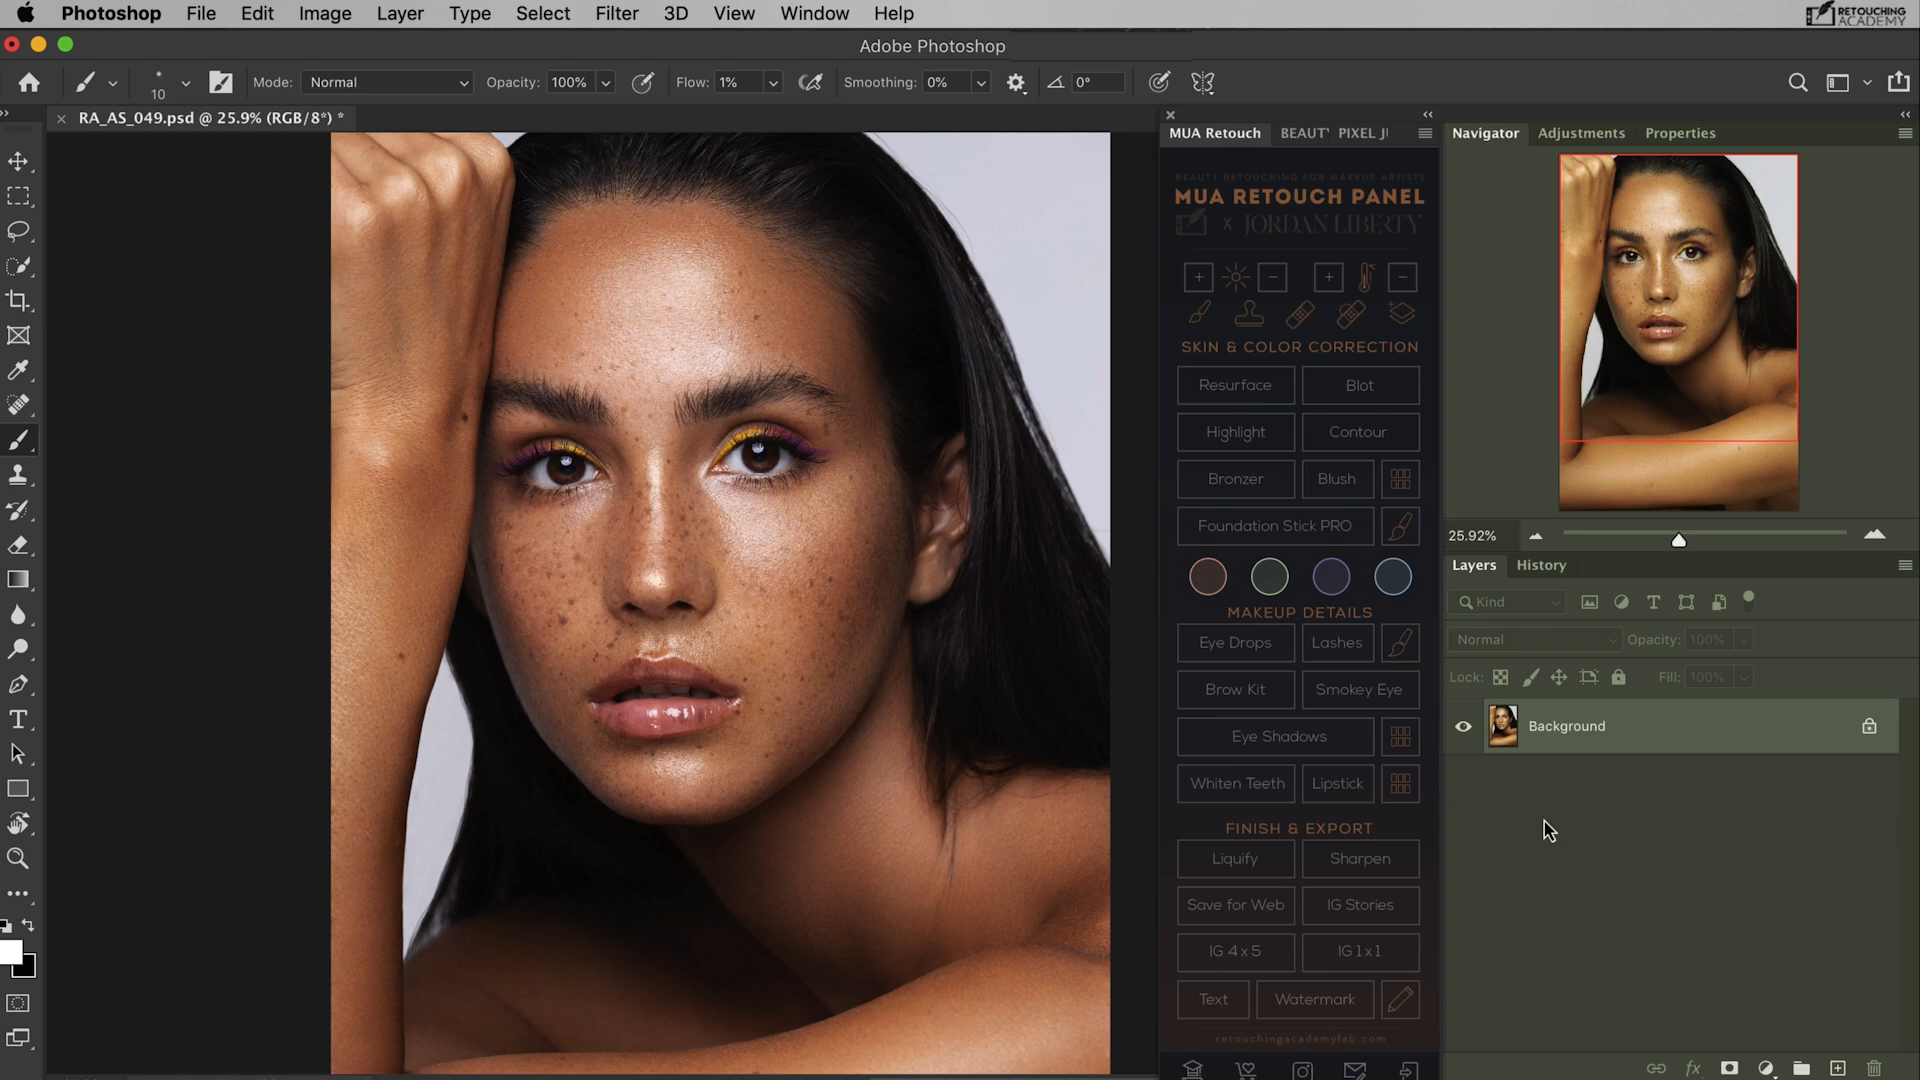 Photoshop File Edit Image Layer Type Select Filter 3D View Window Help
RETOUCHING
ACADEMY
Adobe Photoshop
10 Mode: Normal Opacity: 100% Flow: 1% Smoothing: 0% 0°
RA_AS_049.psd @ 25.9% (RGB/8*) *
MUA Retouch BEAUT PIXEL JU
Navigator Adjustments Properties
BEAUTY RETOUCHING FOR MAKEUP ARTISTS
MUA RETOUCH PANEL
X JORDAN LIBERTY
SKIN & COLOR CORRECTION
Resurface Blot
Highlight Contour
Bronzer Blush
Foundation Stick PRO
MAKEUP DETAILS
Eye Drops Lashes
Brow Kit Smokey Eye
Eye Shadows
Whiten Teeth Lipstick
FINISH & EXPORT
Liquify Sharpen
Save for Web IG Stories
IG 4 x 5 IG 1 x 1
Text Watermark
retouchingacademylab.com
25.92%
Layers History
Kind
Normal Opacity: 100%
Lock: Fill: 100%
Background
fx